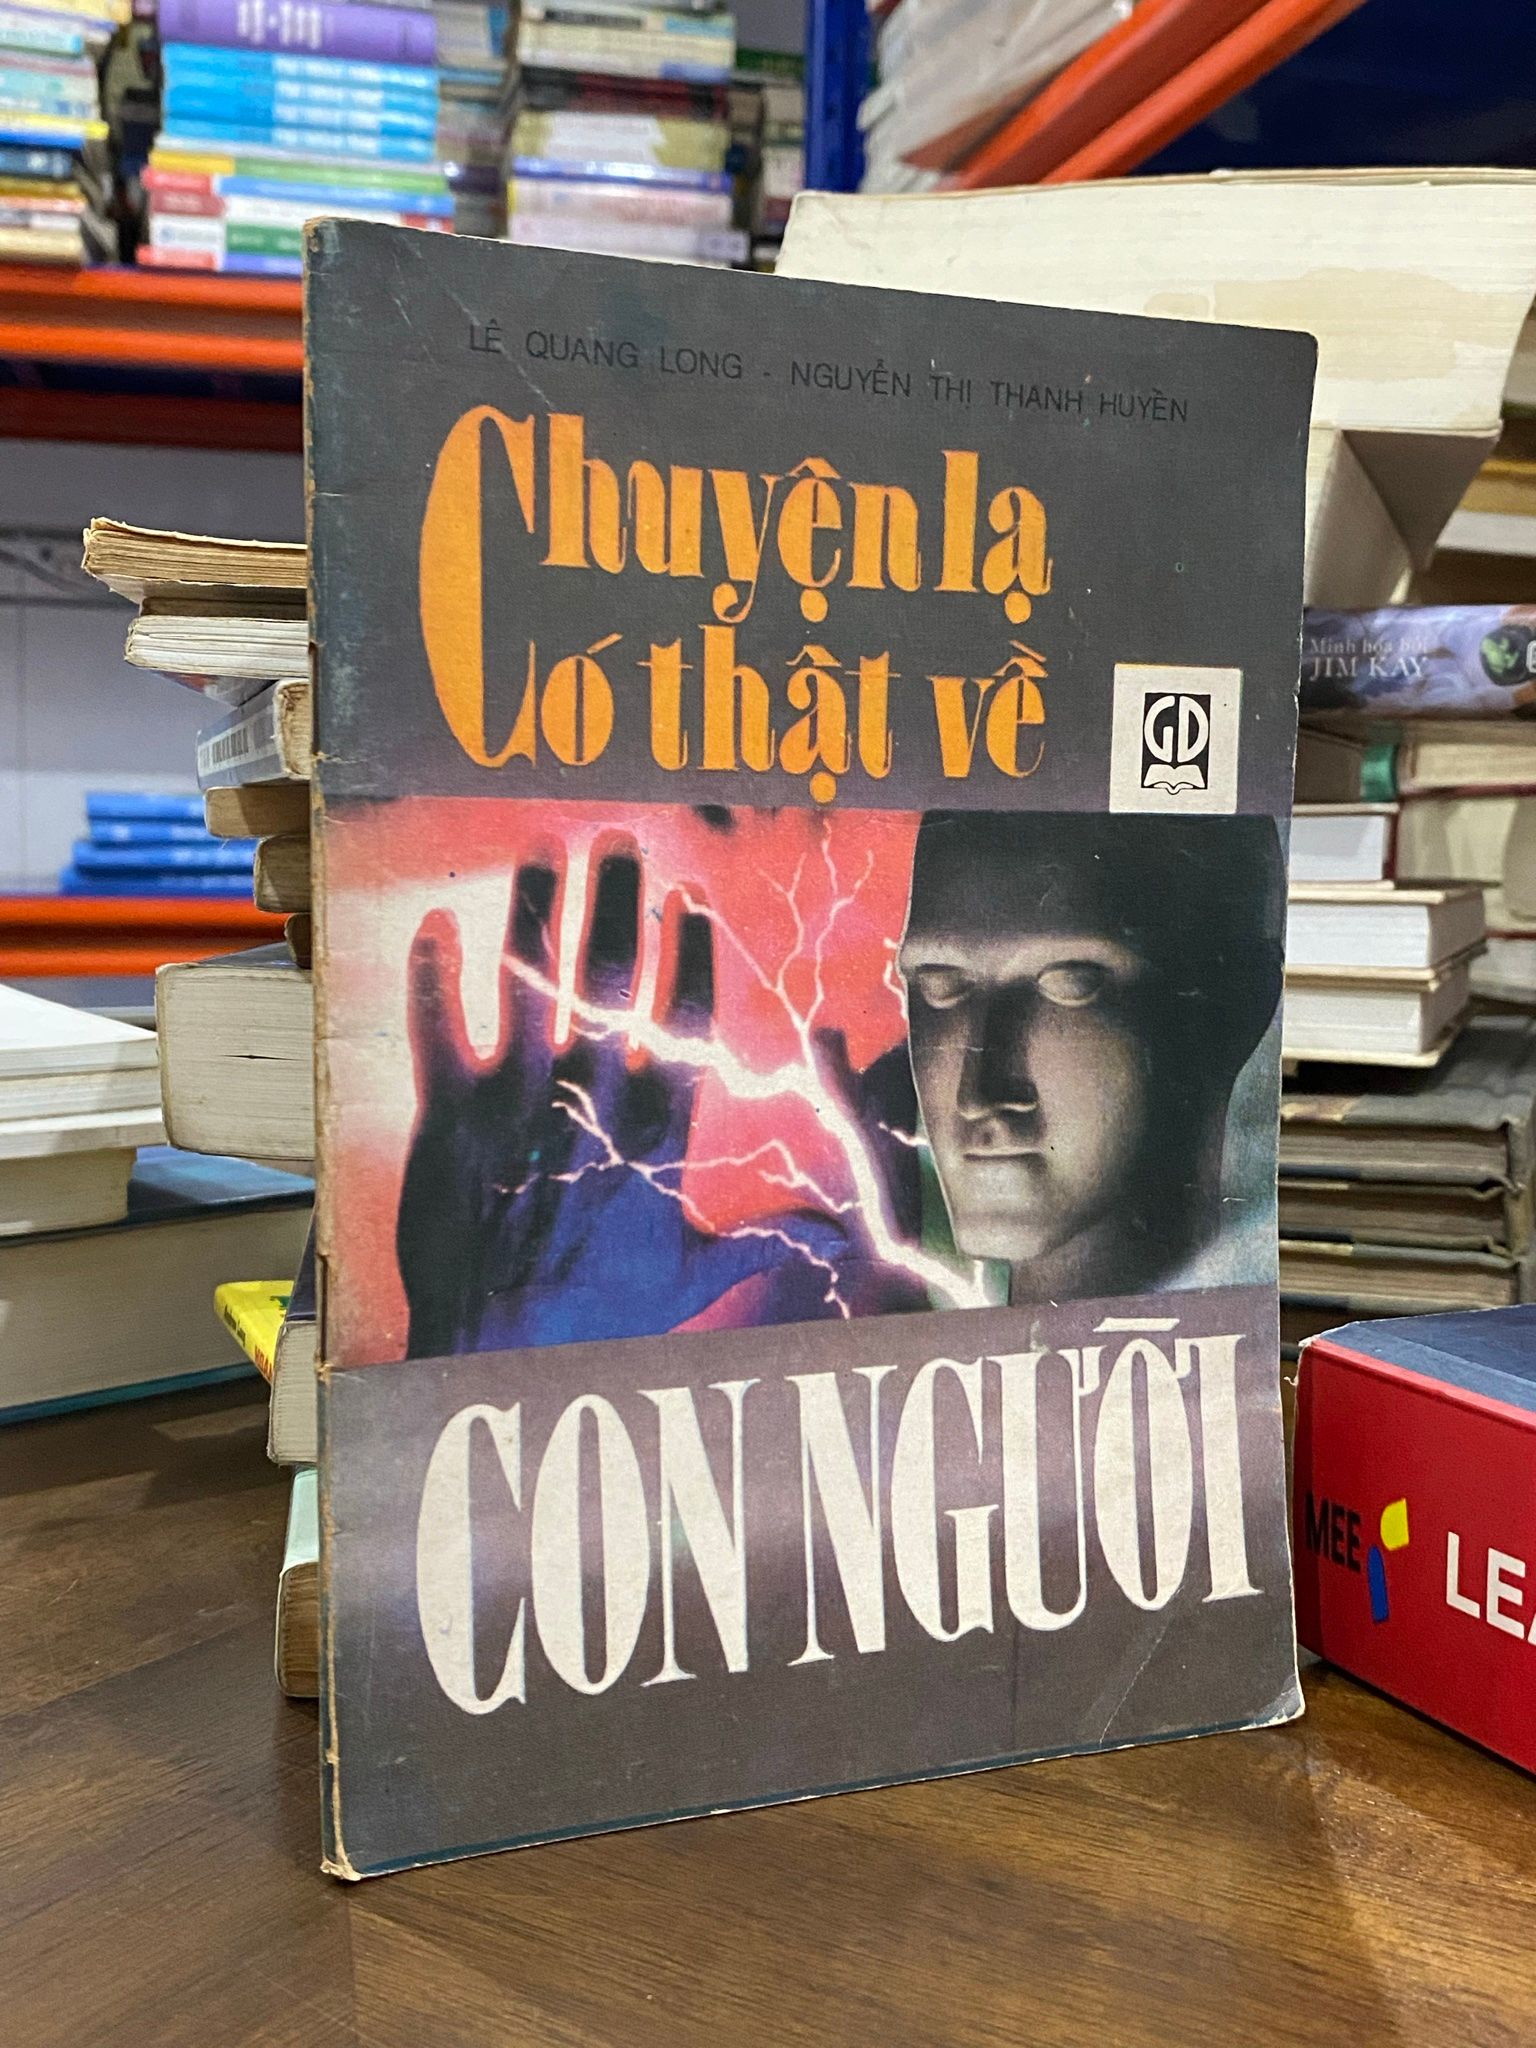 LÊ QUANG LONG - NGUYỄN THỊ THANH HUYỀN
Chuyện lạ
Có thật về
GD
CON NGƯỜI
Minh họa bởi
JIM KAY
MEE
LEA